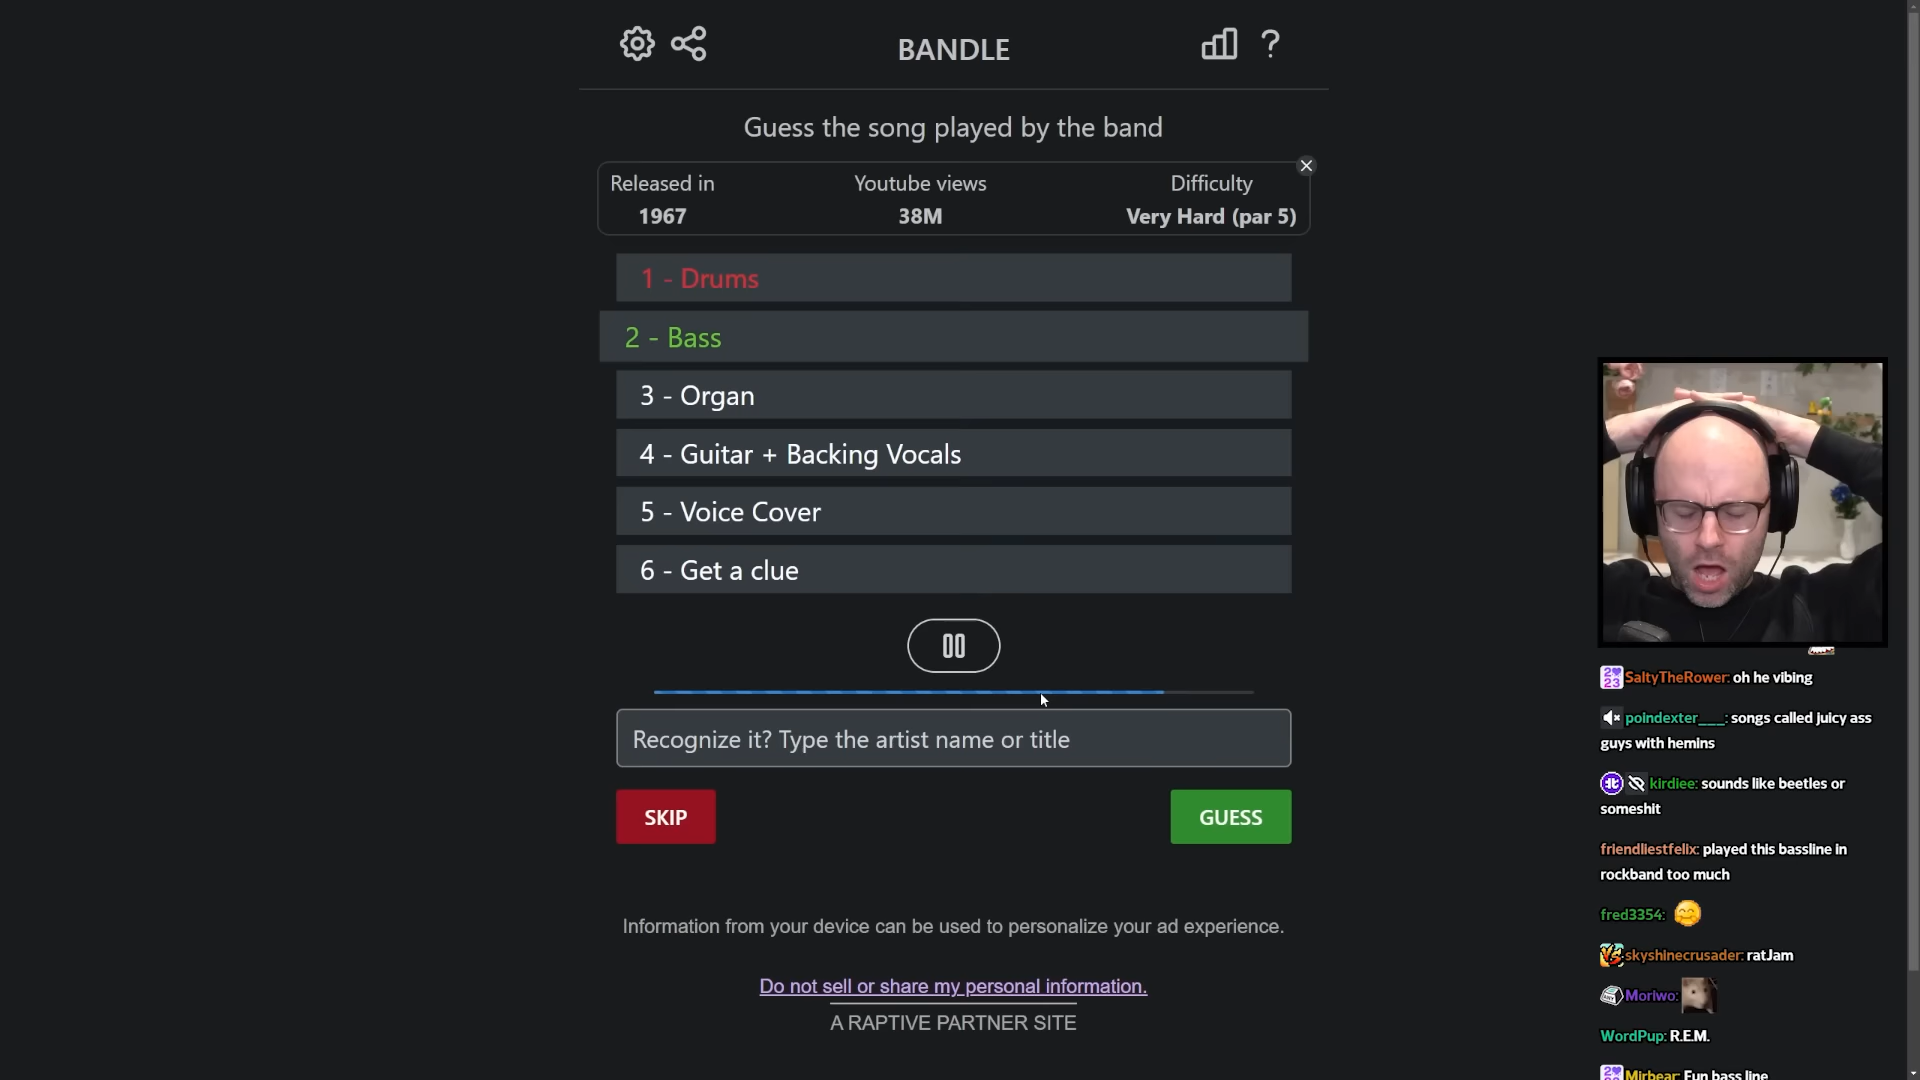 BANDLE
?
Guess the song played by the band
Released in
1967
Youtube views
38M
Difficulty
Very Hard (par 5)
1 - Drums
2 - Bass
3 - Organ
4 - Guitar + Backing Vocals
5 - Voice Cover
6 - Get a clue
Recognize it? Type the artist name or title
SKIP
GUESS
Information from your device can be used to personalize your ad experience.
Do not sell or share my personal information.
A RAPTIVE PARTNER SITE
SaltyTheRower: oh he vibing
poindexter___: songs called juicy ass
guys with hemins
kirdiee: sounds like beetles or
someshit
friendliestfelix: played this bassline in
rockband too much
fred3354:
skyshinecrusader: ratJam
Moriwo:
WordPup: R.E.M.
Mirbear: Fun bass line